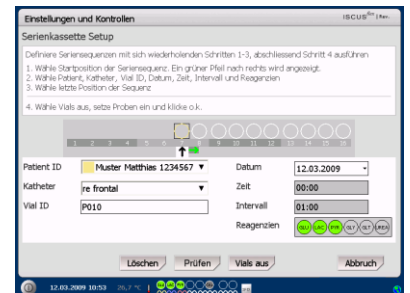 Einstellungen und Kontrollen ISCUS flex | Rev.
Serienkassette Setup
Definiere Seriensequenzen mit sich wiederholenden Schritten 1-3, abschliessend Schritt 4 ausführen
1. Wähle Startposition der Seriensequenz. Ein grüner Pfeil nach rechts wird angezeigt.
2. Wähle Patient, Katheter, Vial ID, Datum, Zeit, Intervall und Reagenzien
3. Wähle letzte Position der Sequenz
4. Wähle Vials aus, setze Proben ein und klicke o.k.
1 2 3 4 5 6 7 8 9 10 11 12 13 14 15 16
Patient ID Muster Matthias 1234567 Datum 12.03.2009
Katheter re frontal Zeit 00:00
Vial ID P010 Intervall 01:00
Reagenzien GLU LAC PYR GLY GLT UREA
Löschen Prüfen Vials aus Abbruch
12.03.2009 10:53 26,7 °C